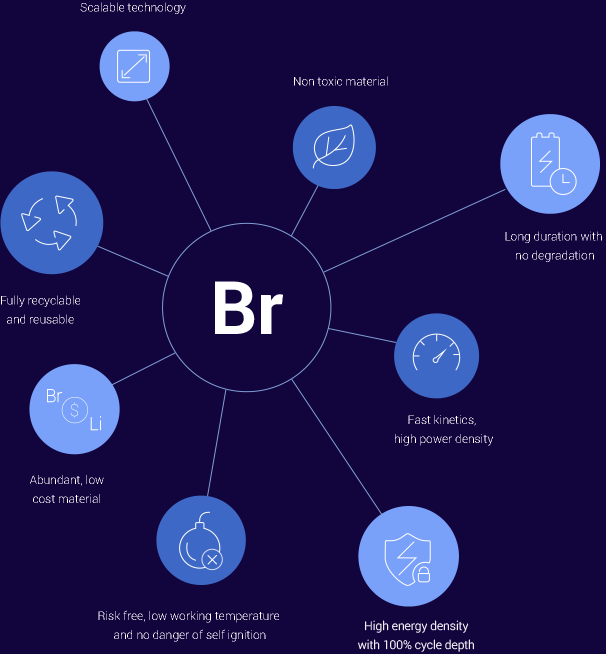 Scalable technology
Non toxic material
Long duration with
no degradation
Fully recyclable
and reusable
Br
Fast kinetics,
high power density
Br
$
Li
Abundant, low
cost material
Risk free, low working temperature
and no danger of self ignition
High energy density
with 100% cycle depth